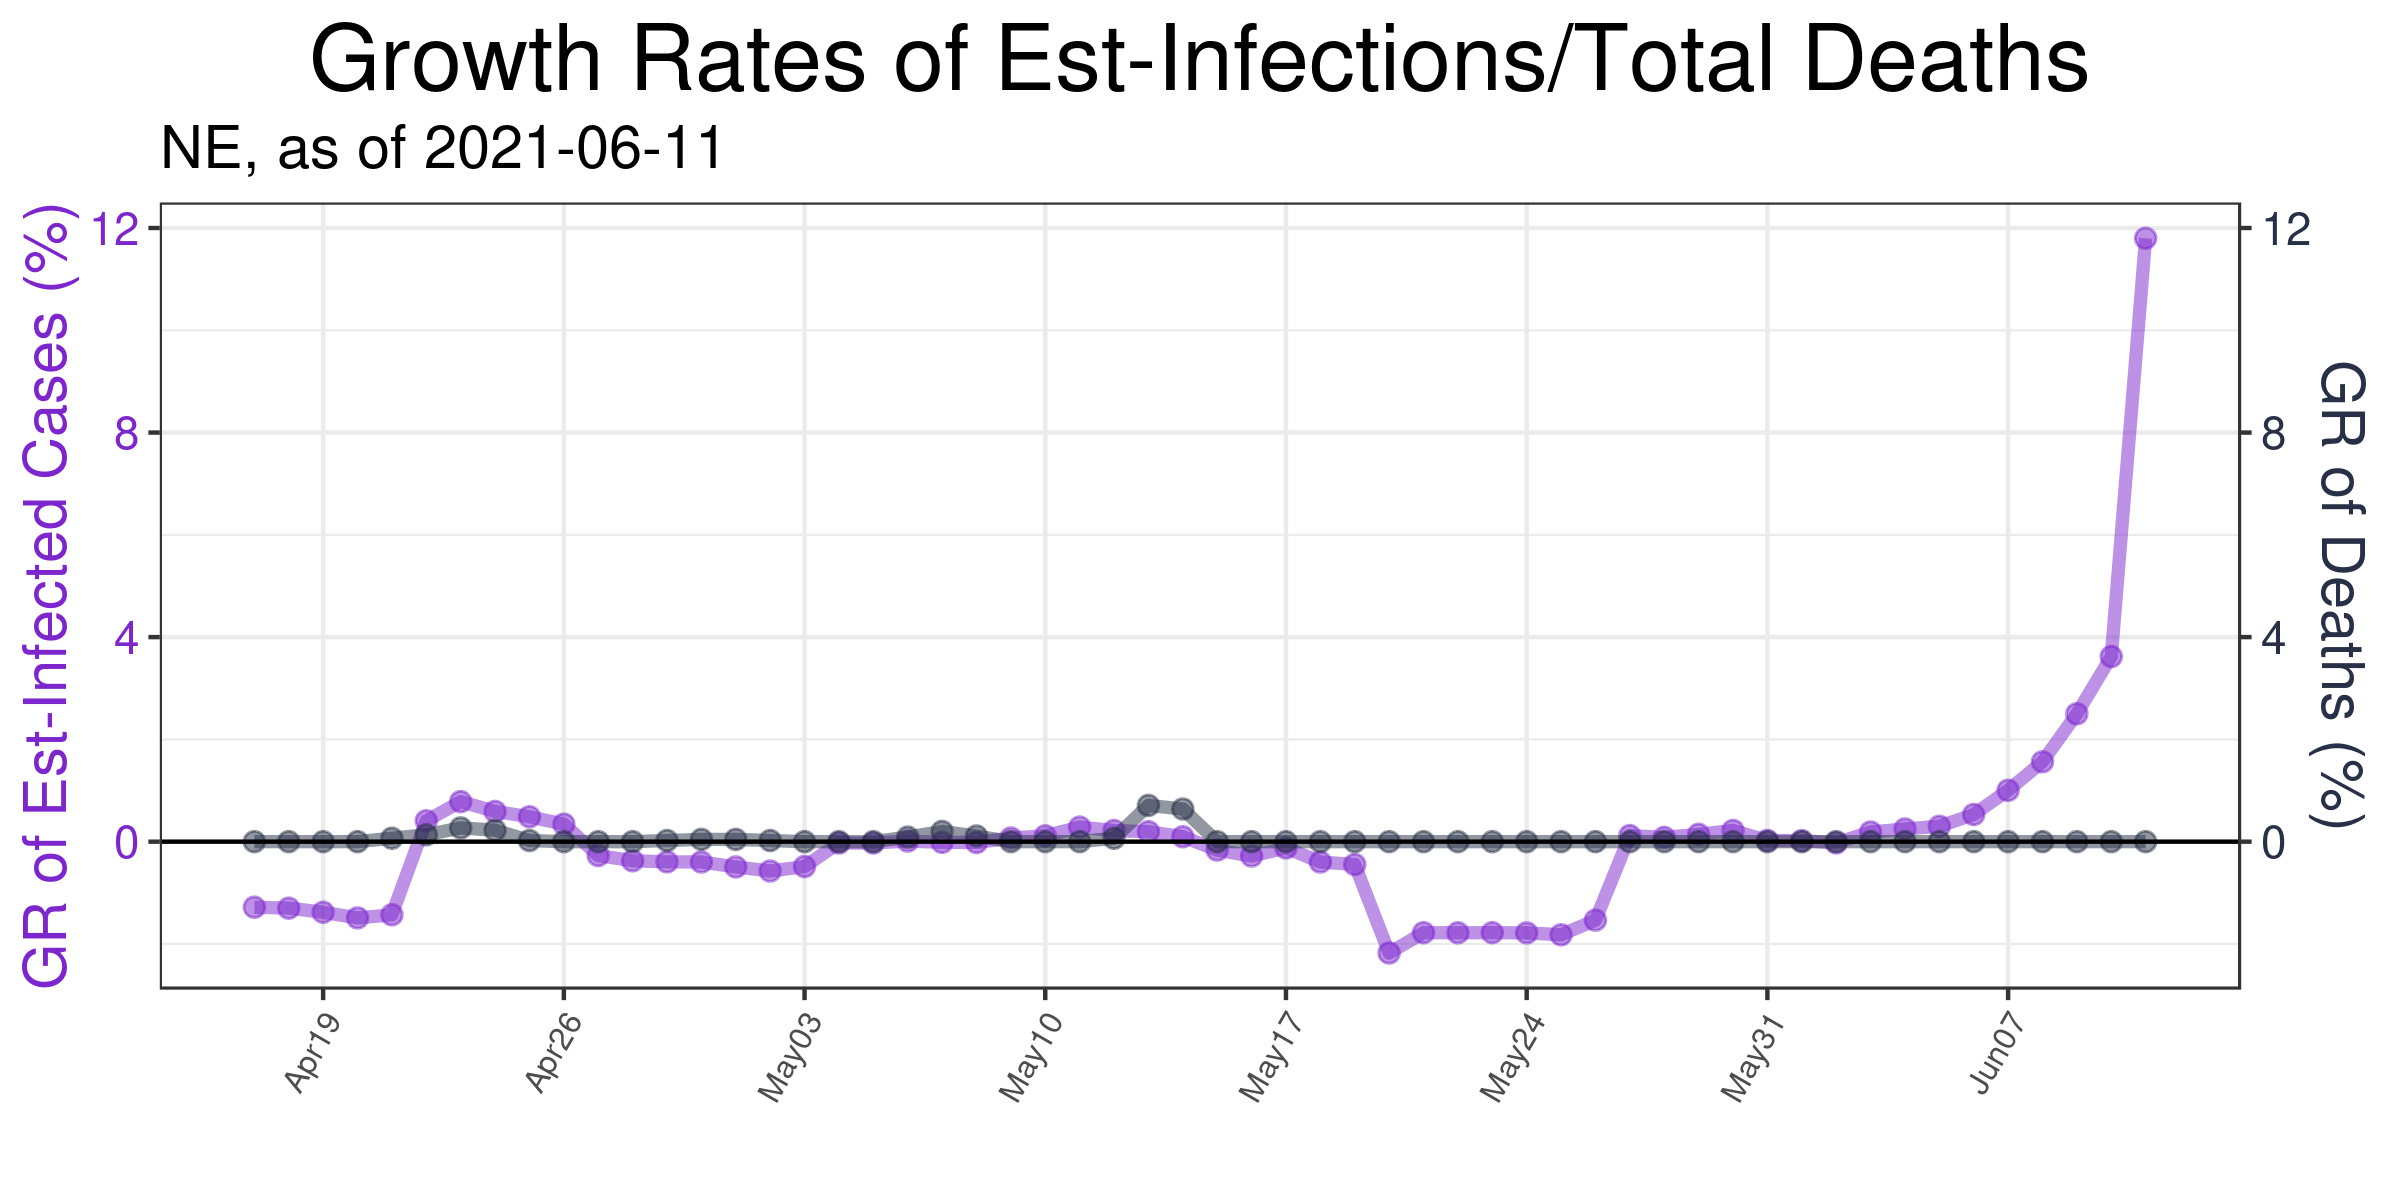 Growth Rates of Est-Infections/Total Deaths
NE, as of 2021-06-11
GR of Est-Infected Cases (%)
12
8
4
0
12
8
4
0
GR of Deaths (%)
Apr19
Apr26
May03
May10
May17
May24
May31
Jun07